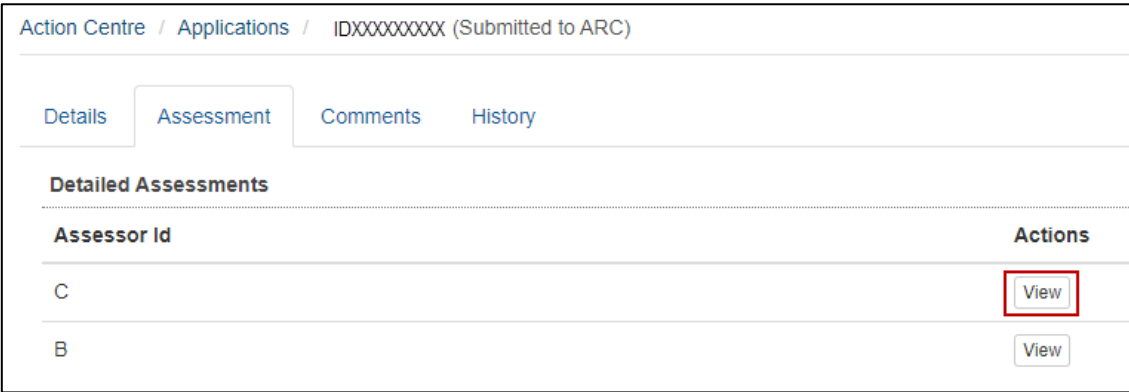 Action Centre / Applications / IDXXXXXXXXX (Submitted to ARC)
Details Assessment Comments History
Detailed Assessments
Assessor Id Actions
C View
B View